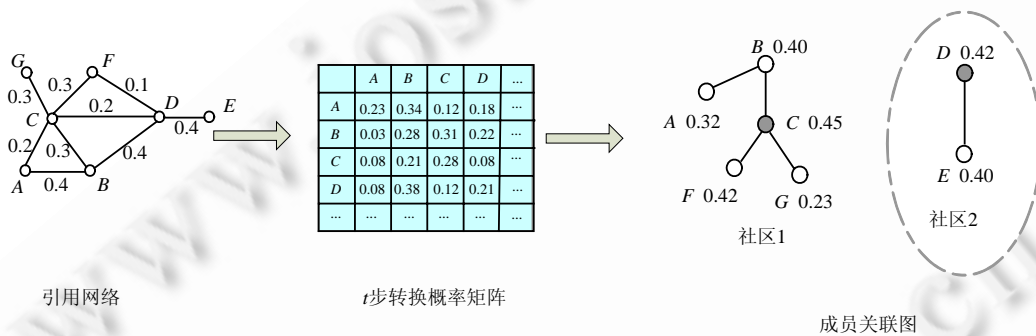 G
F
0.3
0.3
0.1
0.2
D
E
C
0.4
0.2
0.3
0.4
A
0.4
B
引用网络
A B C D ...
A 0.23 0.34 0.12 0.18 ...
B 0.03 0.28 0.31 0.22 ...
C 0.08 0.21 0.28 0.08 ...
D 0.08 0.38 0.12 0.21 ...
... ... ... ... ... ...
t步转换概率矩阵
B 0.40
A 0.32
C 0.45
F 0.42
G 0.23
社区1
D 0.42
E 0.40
社区2
成员关联图